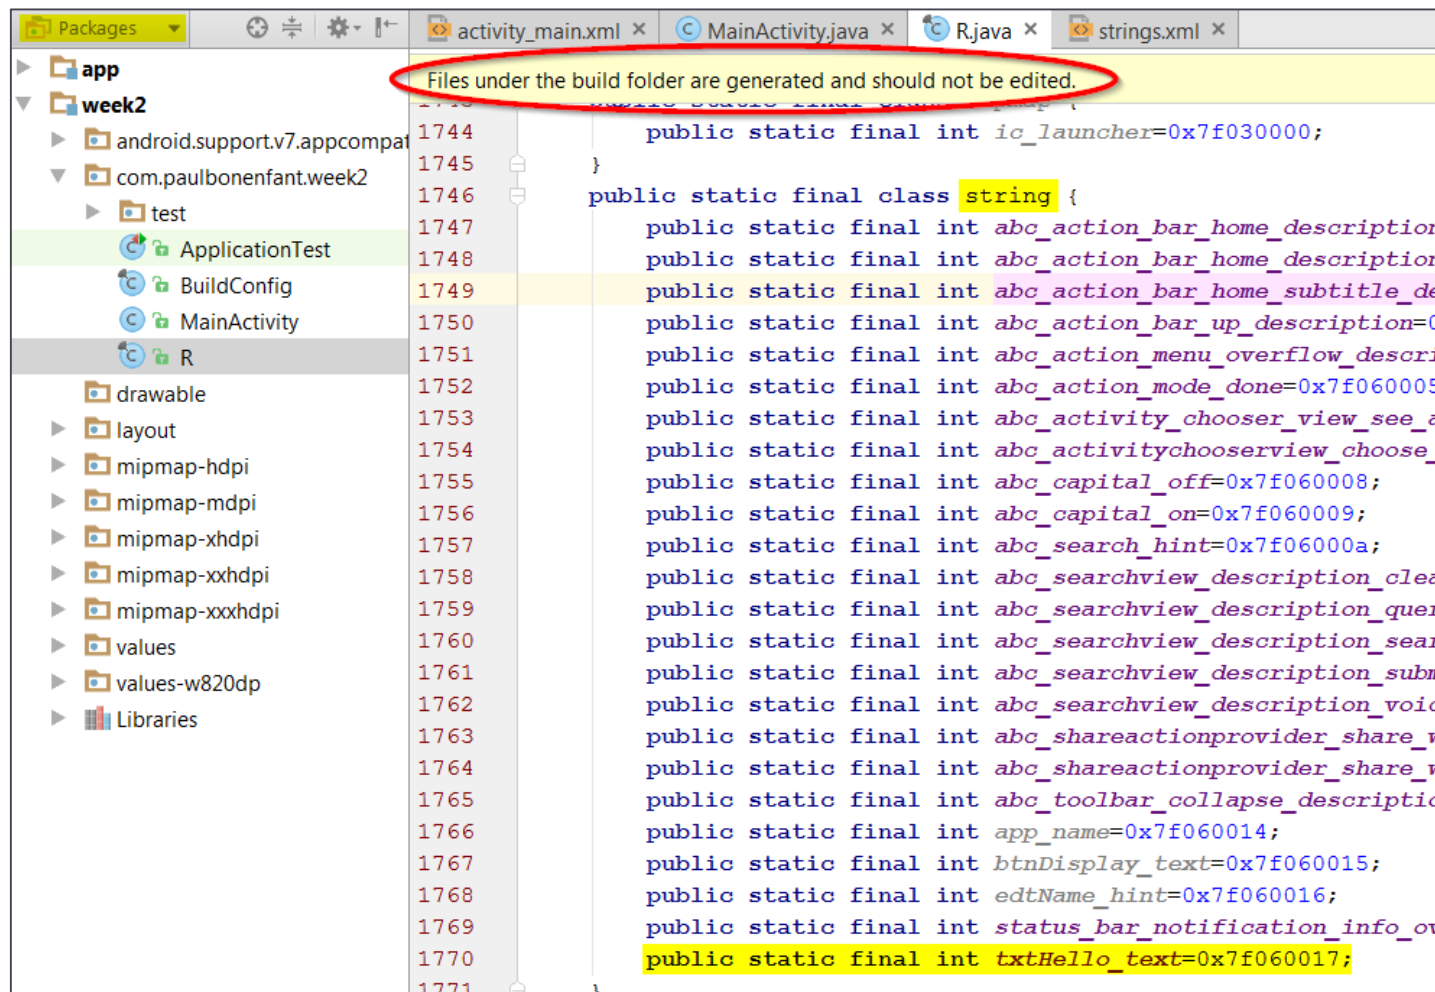 Packages
activity_main.xml
MainActivity.java
R.java
strings.xml
app
week2
android.support.v7.appcompat
com.paulbonenfant.week2
test
ApplicationTest
BuildConfig
MainActivity
R
drawable
layout
mipmap-hdpi
mipmap-mdpi
mipmap-xhdpi
mipmap-xxhdpi
mipmap-xxxhdpi
values
values-w820dp
Libraries
Files under the build folder are generated and should not be edited.
public static final {
1744 public static final int ic_launcher=0x7f030000;
1745 }
1746 public static final class string {
1747 public static final int abc_action_bar_home_description
1748 public static final int abc_action_bar_home_description
1749 public static final int abc_action_bar_home_subtitle_de
1750 public static final int abc_action_bar_up_description=0
1751 public static final int abc_action_menu_overflow_descri
1752 public static final int abc_action_mode_done=0x7f060005
1753 public static final int abc_activity_chooser_view_see_a
1754 public static final int abc_activitychooserview_choose_
1755 public static final int abc_capital_off=0x7f060008;
1756 public static final int abc_capital_on=0x7f060009;
1757 public static final int abc_search_hint=0x7f06000a;
1758 public static final int abc_searchview_description_clea
1759 public static final int abc_searchview_description_quer
1760 public static final int abc_searchview_description_sear
1761 public static final int abc_searchview_description_subm
1762 public static final int abc_searchview_description_voic
1763 public static final int abc_shareactionprovider_share_w
1764 public static final int abc_shareactionprovider_share_w
1765 public static final int abc_toolbar_collapse_descriptio
1766 public static final int app_name=0x7f060014;
1767 public static final int btnDisplay_text=0x7f060015;
1768 public static final int edtName_hint=0x7f060016;
1769 public static final int status_bar_notification_info_ov
1770 public static final int txtHello_text=0x7f060017;
1771 }